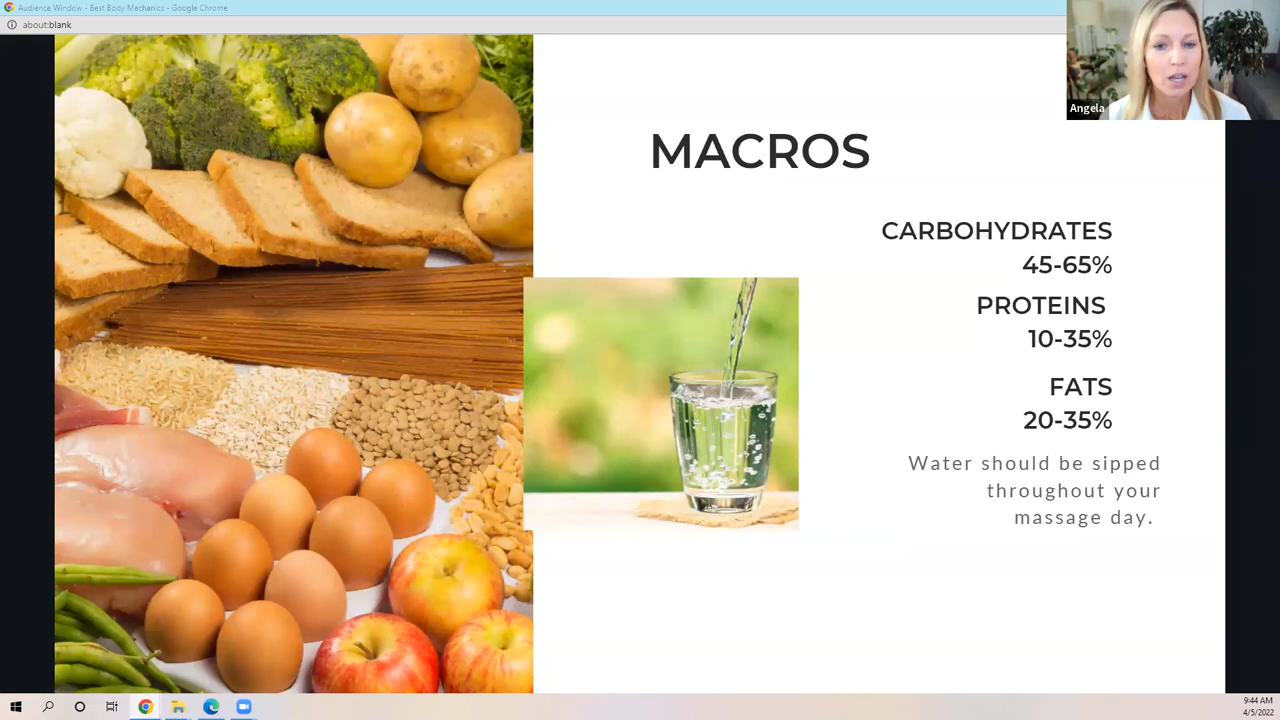 Audience Window - Best Body Mechanics - Google Chrome
about:blank
Angela
MACROS
CARBOHYDRATES
45-65%
PROTEINS
10-35%
FATS
20-35%
Water should be sipped
throughout your
massage day.
9:44 AM
4/5/2022